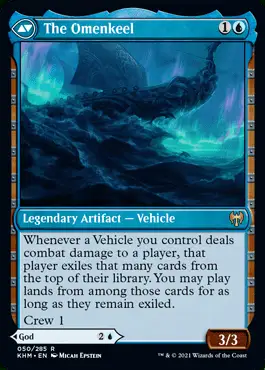 The Omenkeel 1
Legendary Artifact — Vehicle
Whenever a Vehicle you control deals
combat damage to a player, that
player exiles that many cards from
the top of their library. You may play
lands from among those cards for as
long as they remain exiled.
Crew 1
God 2
3/3
050/285 R
KHM • EN MICAH EPSTEIN ™ & © 2021 Wizards of the Coast